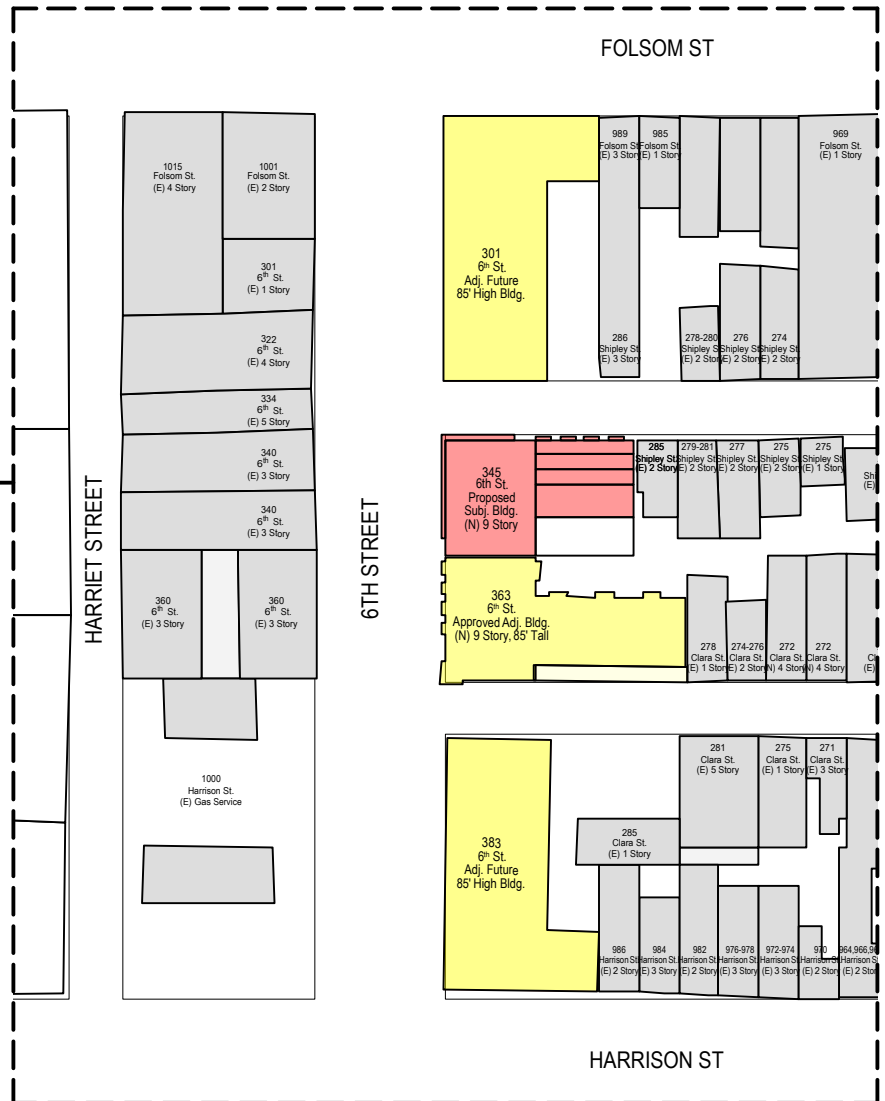 FOLSOM ST
1015
Folsom St.
(E) 4 Story
1001
Folsom St.
(E) 2 Story
301
6th St.
(E) 1 Story
322
6th St.
(E) 4 Story
334
6th St.
(E) 5 Story
340
6th St.
(E) 3 Story
340
6th St.
(E) 3 Story
360
6th St.
(E) 3 Story
360
6th St.
(E) 3 Story
1000
Harrison St.
(E) Gas Service
HARRIET STREET
6TH STREET
301
6th St.
Adj. Future
85' High Bldg.
989
Folsom St
(E) 3 Story
985
Folsom St.
(E) 1 Story
969
Folsom St.
(E) 1 Story
286
Shipley St.
(E) 3 Story
278-280
Shipley S
(E) 2 Story
276
Shipley St.
(E) 2 Story
274
Shipley St.
(E) 2 Story
345
6th St.
Proposed
Subj. Bldg.
(N) 9 Story
285
Shipley St.
(E) 2 Story
279-281
Shipley St.
(E) 2 Story
277
Shipley St.
(E) 2 Story
275
Shipley St.
(E) 2 Story
275
Shipley St.
(E) 1 Story
Shi
(E)
363
6th St.
Approved Adj. Bldg.
(N) 9 Story, 85' Tall
278
Clara St.
(E) 1 Story
274-276
Clara St.
(E) 2 Story
272
Clara St.
(N) 4 Story
272
Clara St.
(N) 4 Story
Cl
(E)
383
6th St.
Adj. Future
85' High Bldg.
281
Clara St.
(E) 5 Story
275
Clara St.
(E) 1 Story
271
Clara St.
(E) 3 Story
285
Clara St.
(E) 1 Story
986
Harrison St
(E) 2 Story
984
Harrison St.
(E) 3 Story
982
Harrison St
(E) 2 Story
976-978
Harrison St.
(E) 3 Story
972-974
Harrison St.
(E) 3 Story
970
Harrison St
(E) 2 Story
964,966,96
Harrison S
(E) 2 Stor
HARRISON ST